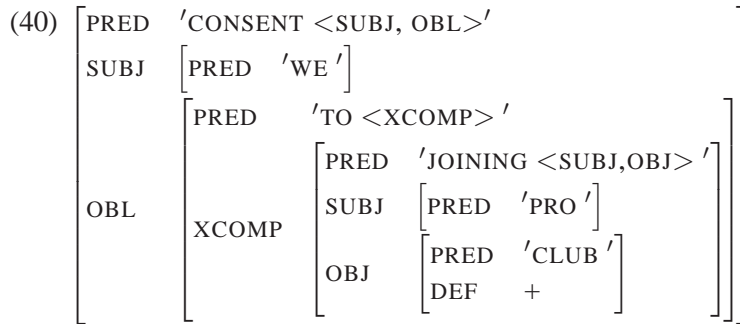 (40) PRED ′CONSENT <SUBJ, OBL>′
SUBJ [PRED ′WE ′]
OBL PRED ′TO <XCOMP> ′
XCOMP PRED ′JOINING <SUBJ,OBJ> ′
SUBJ [PRED ′PRO ′]
OBJ PRED ′CLUB ′
DEF +